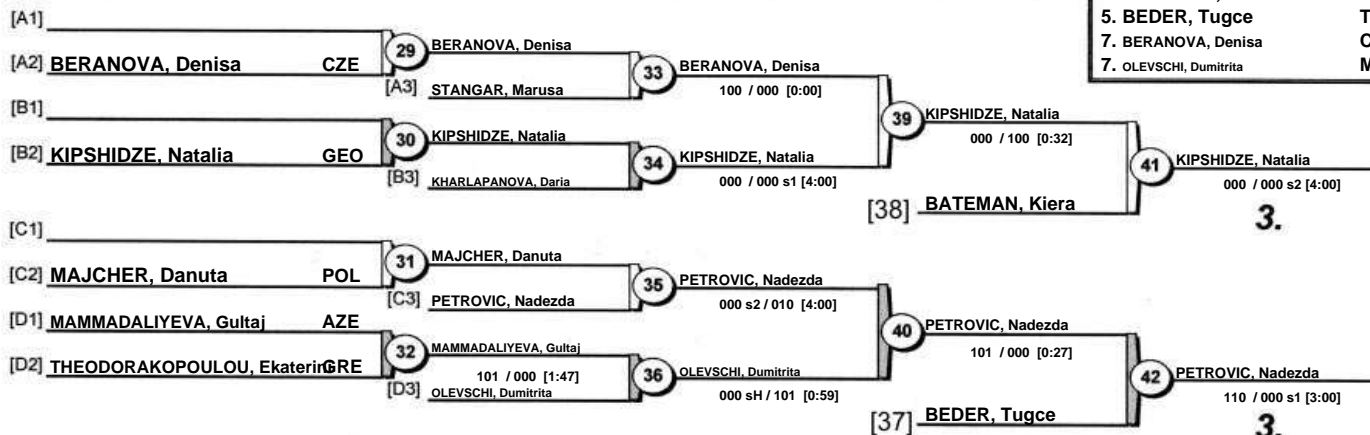 5. BEDER, Tugce T
7. BERANOVA, Denisa
7. OLEVSCHI, Dumitrita M
[A1]
[A2] BERANOVA, Denisa CZE
29
[A3]
BERANOVA, Denisa
STANGAR, Marusa
33
BERANOVA, Denisa
100 / 000 [0:00]
[B1]
[B2] KIPSHIDZE, Natalia GEO
30
[B3]
KIPSHIDZE, Natalia
KHARLAPANOVA, Daria
34
KIPSHIDZE, Natalia
000 / 000 s1 [4:00]
39
KIPSHIDZE, Natalia
000 / 100 [0:32]
[38] BATEMAN, Kiera
41
KIPSHIDZE, Natalia
000 / 000 s2 [4:00]
3.
[C1]
[C2] MAJCHER, Danuta POL
31
[C3]
MAJCHER, Danuta
PETROVIC, Nadezda
35
PETROVIC, Nadezda
000 s2 / 010 [4:00]
[D1] MAMMADALIYEVA, Gultaj AZE
[D2] THEODORAKOPOULOU, Ekaterini GRE
32
[D3]
MAMMADALIYEVA, Gultaj
101 / 000 [1:47]
OLEVSCHI, Dumitrita
36
OLEVSCHI, Dumitrita
000 sH / 101 [0:59]
40
PETROVIC, Nadezda
101 / 000 [0:27]
[37] BEDER, Tugce
42
PETROVIC, Nadezda
110 / 000 s1 [3:00]
3.